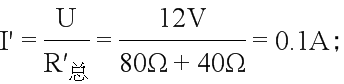 I' = U / R'总 = 12V / 80Ω + 40Ω = 0.1A；